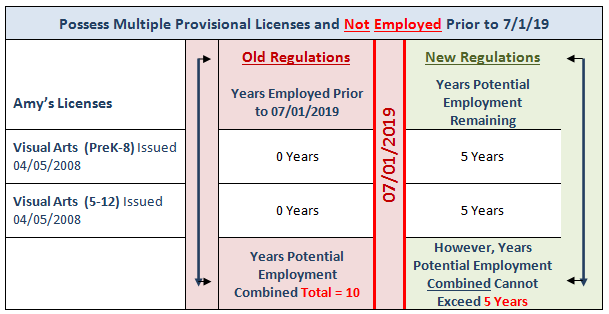 Possess Multiple Provisional Licenses and Not Employed Prior to 7/1/19
Old Regulations
New Regulations
Amy's Licenses
Years Employed Prior
to 07/01/2019
07/01/2019
Years Potential
Employment
Remaining
Visual Arts (PreK-8) Issued
04/05/2008
0 Years
5 Years
Visual Arts (5-12) Issued
04/05/2008
0 Years
5 Years
Years Potential
Employment
Combined Total = 10
However, Years
Potential Employment
Combined Cannot
Exceed 5 Years